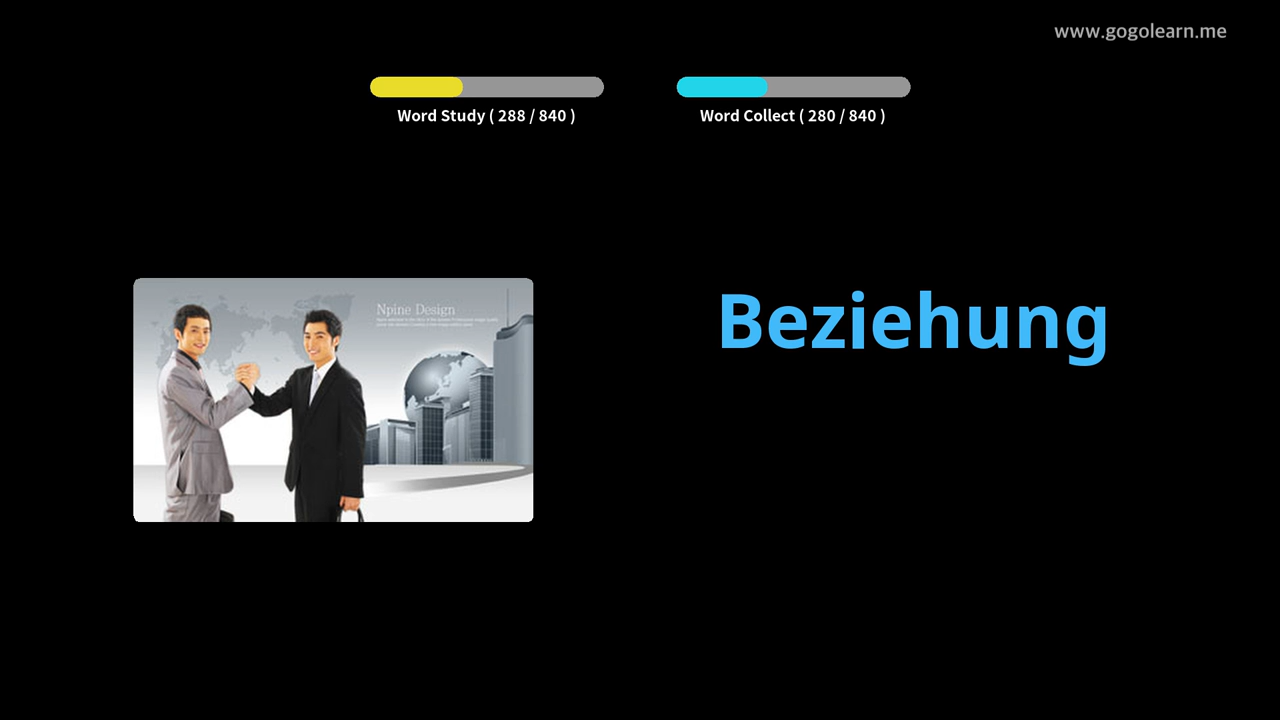 www.gogolearn.me
Word Study ( 288 / 840 )
Word Collect ( 280 / 840 )
Npine Design
Beziehung